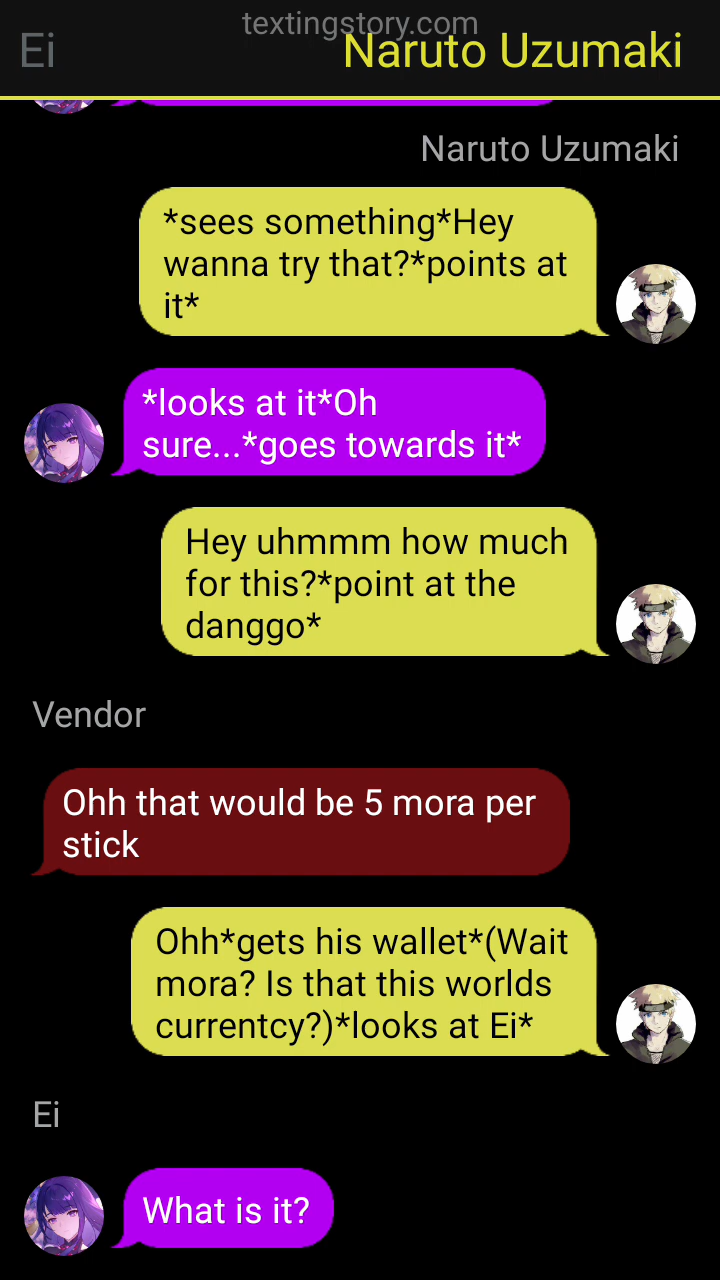 textingstory.com
Ei
Naruto Uzumaki
Naruto Uzumaki
*sees something*Hey
wanna try that?*points at
it*
*looks at it*Oh
sure...*goes towards it*
Hey uhmmm how much
for this?*point at the
danggo*
Vendor
Ohh that would be 5 mora per
stick
Ohh*gets his wallet*(Wait
mora? Is that this worlds
currentcy?)*looks at Ei*
Ei
What is it?